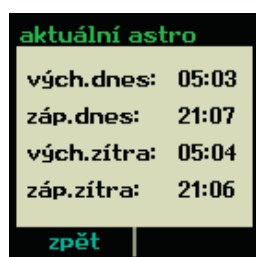 aktuální astro
vých.dnes: 05:03
záp.dnes: 21:07
vých.zítra: 05:04
záp.zítra: 21:06
zpět